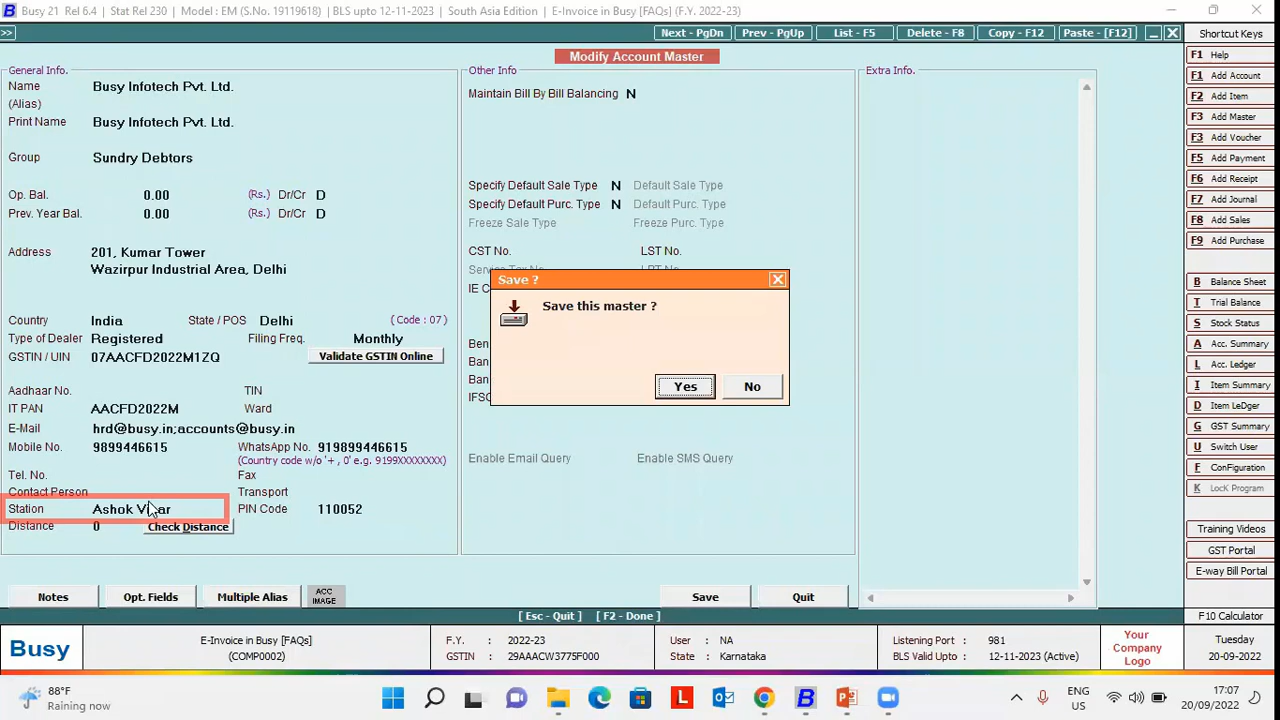 Busy 21 Rel 6.4 | Stat Rel 230 | Model : EM (S.No. 19119618) | BLS upto 12-11-2023 | South Asia Edition | E-Invoice in Busy [FAQs] (F.Y. 2022-23)
>> Next - PgDn Prev - PgUp List - F5 Delete - F8 Copy - F12 Paste - [F12]
Modify Account Master
General Info.
Name Busy Infotech Pvt. Ltd.
(Alias)
Print Name Busy Infotech Pvt. Ltd.
Group Sundry Debtors
Op. Bal. 0.00 (Rs.) Dr/Cr D
Prev. Year Bal. 0.00 (Rs.) Dr/Cr D
Address 201, Kumar Tower
Wazirpur Industrial Area, Delhi
Country India State / POS Delhi (Code : 07)
Type of Dealer Registered Filing Freq. Monthly
GSTIN / UIN 07AACFD2022M1ZQ Validate GSTIN Online
Aadhaar No. TIN
IT PAN AACFD2022M Ward
E-Mail hrd@busy.in;accounts@busy.in
Mobile No. 9899446615 WhatsApp No. 919899446615
(Country code w/o '+ , 0' e.g. 9199XXXXXXXX)
Tel. No. Fax
Contact Person Transport
Station Ashok PIN Code 110052
Distance 0 Check Distance
Other Info
Maintain Bill By Bill Balancing N
Specify Default Sale Type N Default Sale Type
Specify Default Purc. Type N Default Purc. Type
Freeze Sale Type Freeze Purc. Type
CST No. LST No.
Service Tax No. LBT No.
IE C
Ben
Ban
Ban
IFSC
Enable Email Query Enable SMS Query
Save ?
Save this master ?
Yes No
Extra Info.
Notes Opt. Fields Multiple Alias ACC IMAGE Save Quit
[ Esc - Quit ] [ F2 - Done ]
Shortcut Keys
F1 Help
F1 Add Account
F2 Add Item
F3 Add Master
F3 Add Voucher
F5 Add Payment
F6 Add Receipt
F7 Add Journal
F8 Add Sales
F9 Add Purchase
B Balance Sheet
T Trial Balance
S Stock Status
A Acc. Summary
L Acc. Ledger
I Item Summary
D Item LeDger
G GST Summary
U Switch User
F ConFiguration
K LocK Program
Training Videos
GST Portal
E-way Bill Portal
F10 Calculator
Busy
E-Invoice in Busy [FAQs]
(COMP0002)
F.Y. : 2022-23
GSTIN : 29AAACW3775F000
User : NA
State : Karnataka
Listening Port : 981
BLS Valid Upto : 12-11-2023 (Active)
Your
Company
Logo
Tuesday
20-09-2022
88°F
Raining now
ENG
US
17:07
20/09/2022